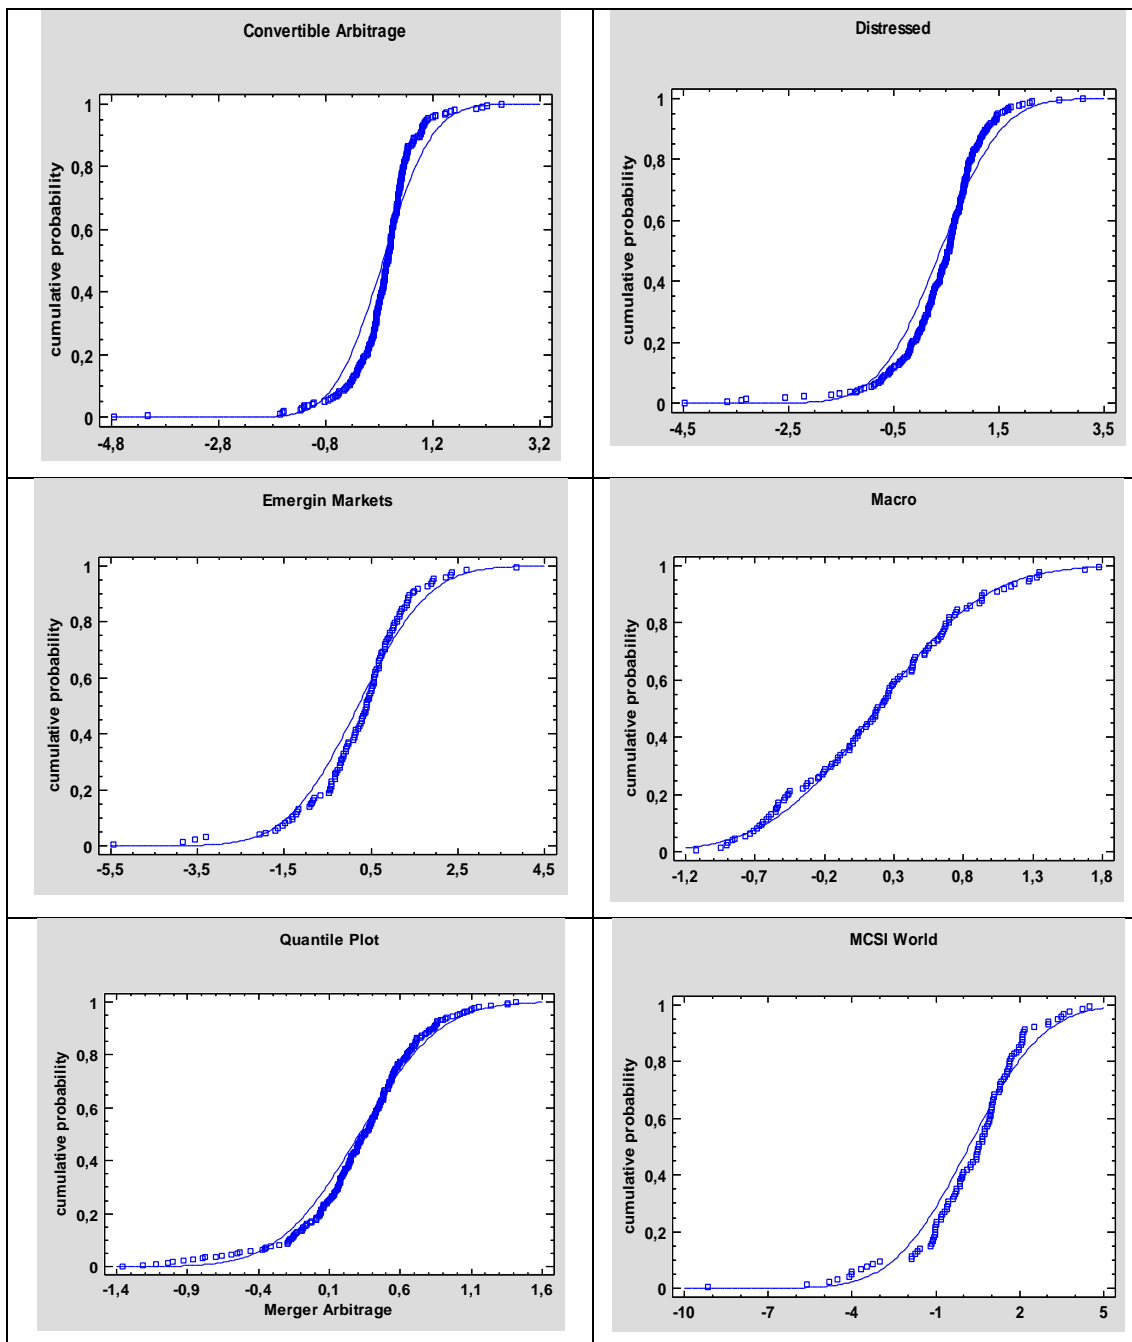 Convertible Arbitrage
cumulative probability
1
0,8
0,6
0,4
0,2
0
-4,8 -2,8 -0,8 1,2 3,2
Distressed
cumulative probability
1
0,8
0,6
0,4
0,2
0
-4,5 -2,5 -0,5 1,5 3,5
Emergin Markets
cumulative probability
1
0,8
0,6
0,4
0,2
0
-5,5 -3,5 -1,5 0,5 2,5 4,5
Macro
cumulative probability
1
0,8
0,6
0,4
0,2
0
-1,2 -0,7 -0,2 0,3 0,8 1,3 1,8
Quantile Plot
cumulative probability
1
0,8
0,6
0,4
0,2
0
-1,4 -0,9 -0,4 0,1 0,6 1,1 1,6
Merger Arbitrage
MCSI World
cumulative probability
1
0,8
0,6
0,4
0,2
0
-10 -7 -4 -1 2 5